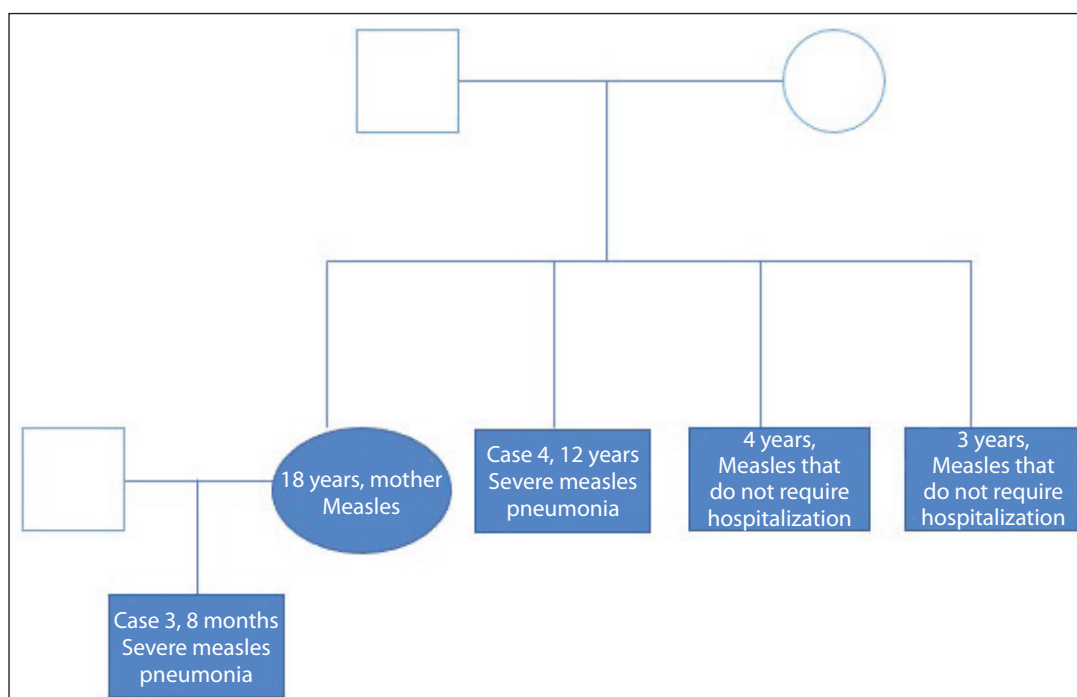 18 years, mother
Measles
Case 4, 12 years
Severe measles
pneumonia
4 years,
Measles that
do not require
hospitalization
3 years,
Measles that
do not require
hospitalization
Case 3, 8 months
Severe measles
pneumonia